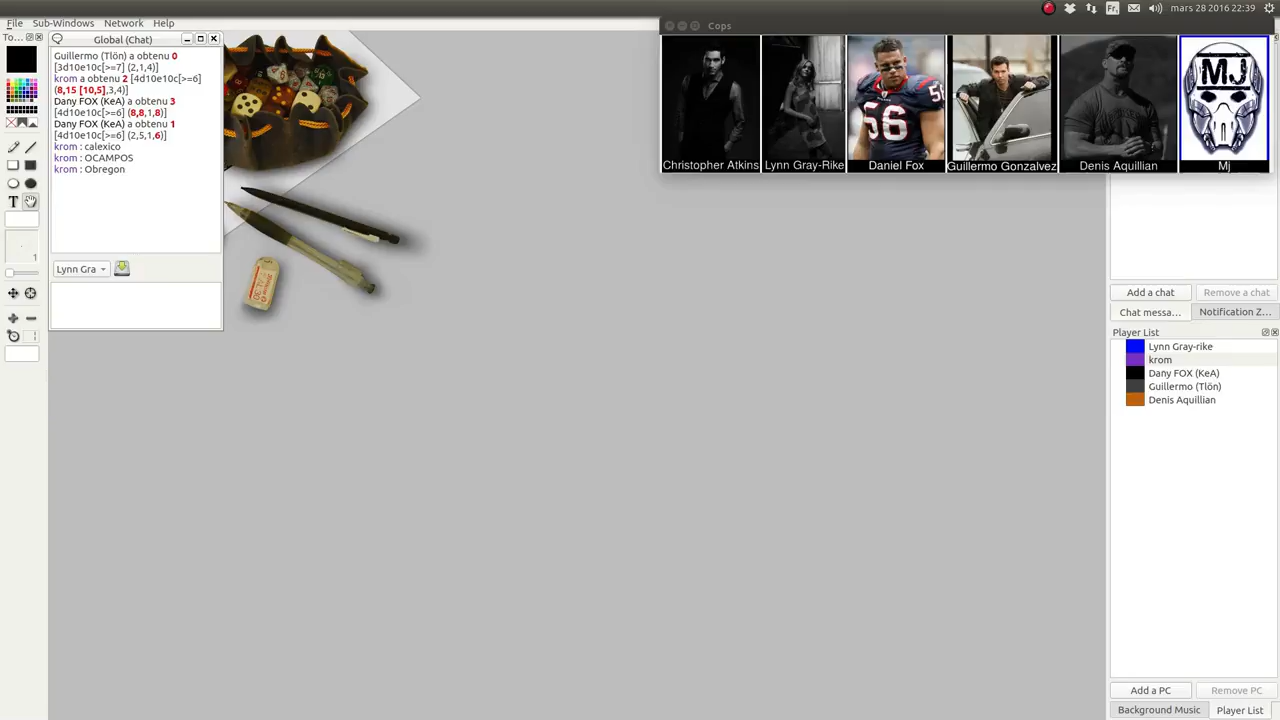 Fr
mars 28 2016 22:39
File Sub-Windows Network Help
Cops
To...
Global (Chat)
Guillermo (Tlön) a obtenu 0
[3d10e10c[>=7] (2,1,4)]
krom a obtenu 2 [4d10e10c[>=6]
(8,15 [10,5],3,4)]
Dany FOX (KeA) a obtenu 3
[4d10e10c[>=6] (8,8,1,8)]
Dany FOX (KeA) a obtenu 1
[4d10e10c[>=6] (2,5,1,6)]
krom : calexico
krom : OCAMPOS
krom : Obregon
Lynn Gra
T
1
56
MJ
Christopher Atkins
Lynn Gray-Rike
Daniel Fox
Guillermo Gonzalvez
Denis Aquillian
Mj
Add a chat
Remove a chat
Chat messa...
Notification Z...
Player List
Lynn Gray-rike
krom
Dany FOX (KeA)
Guillermo (Tlön)
Denis Aquillian
Add a PC
Remove PC
Background Music
Player List